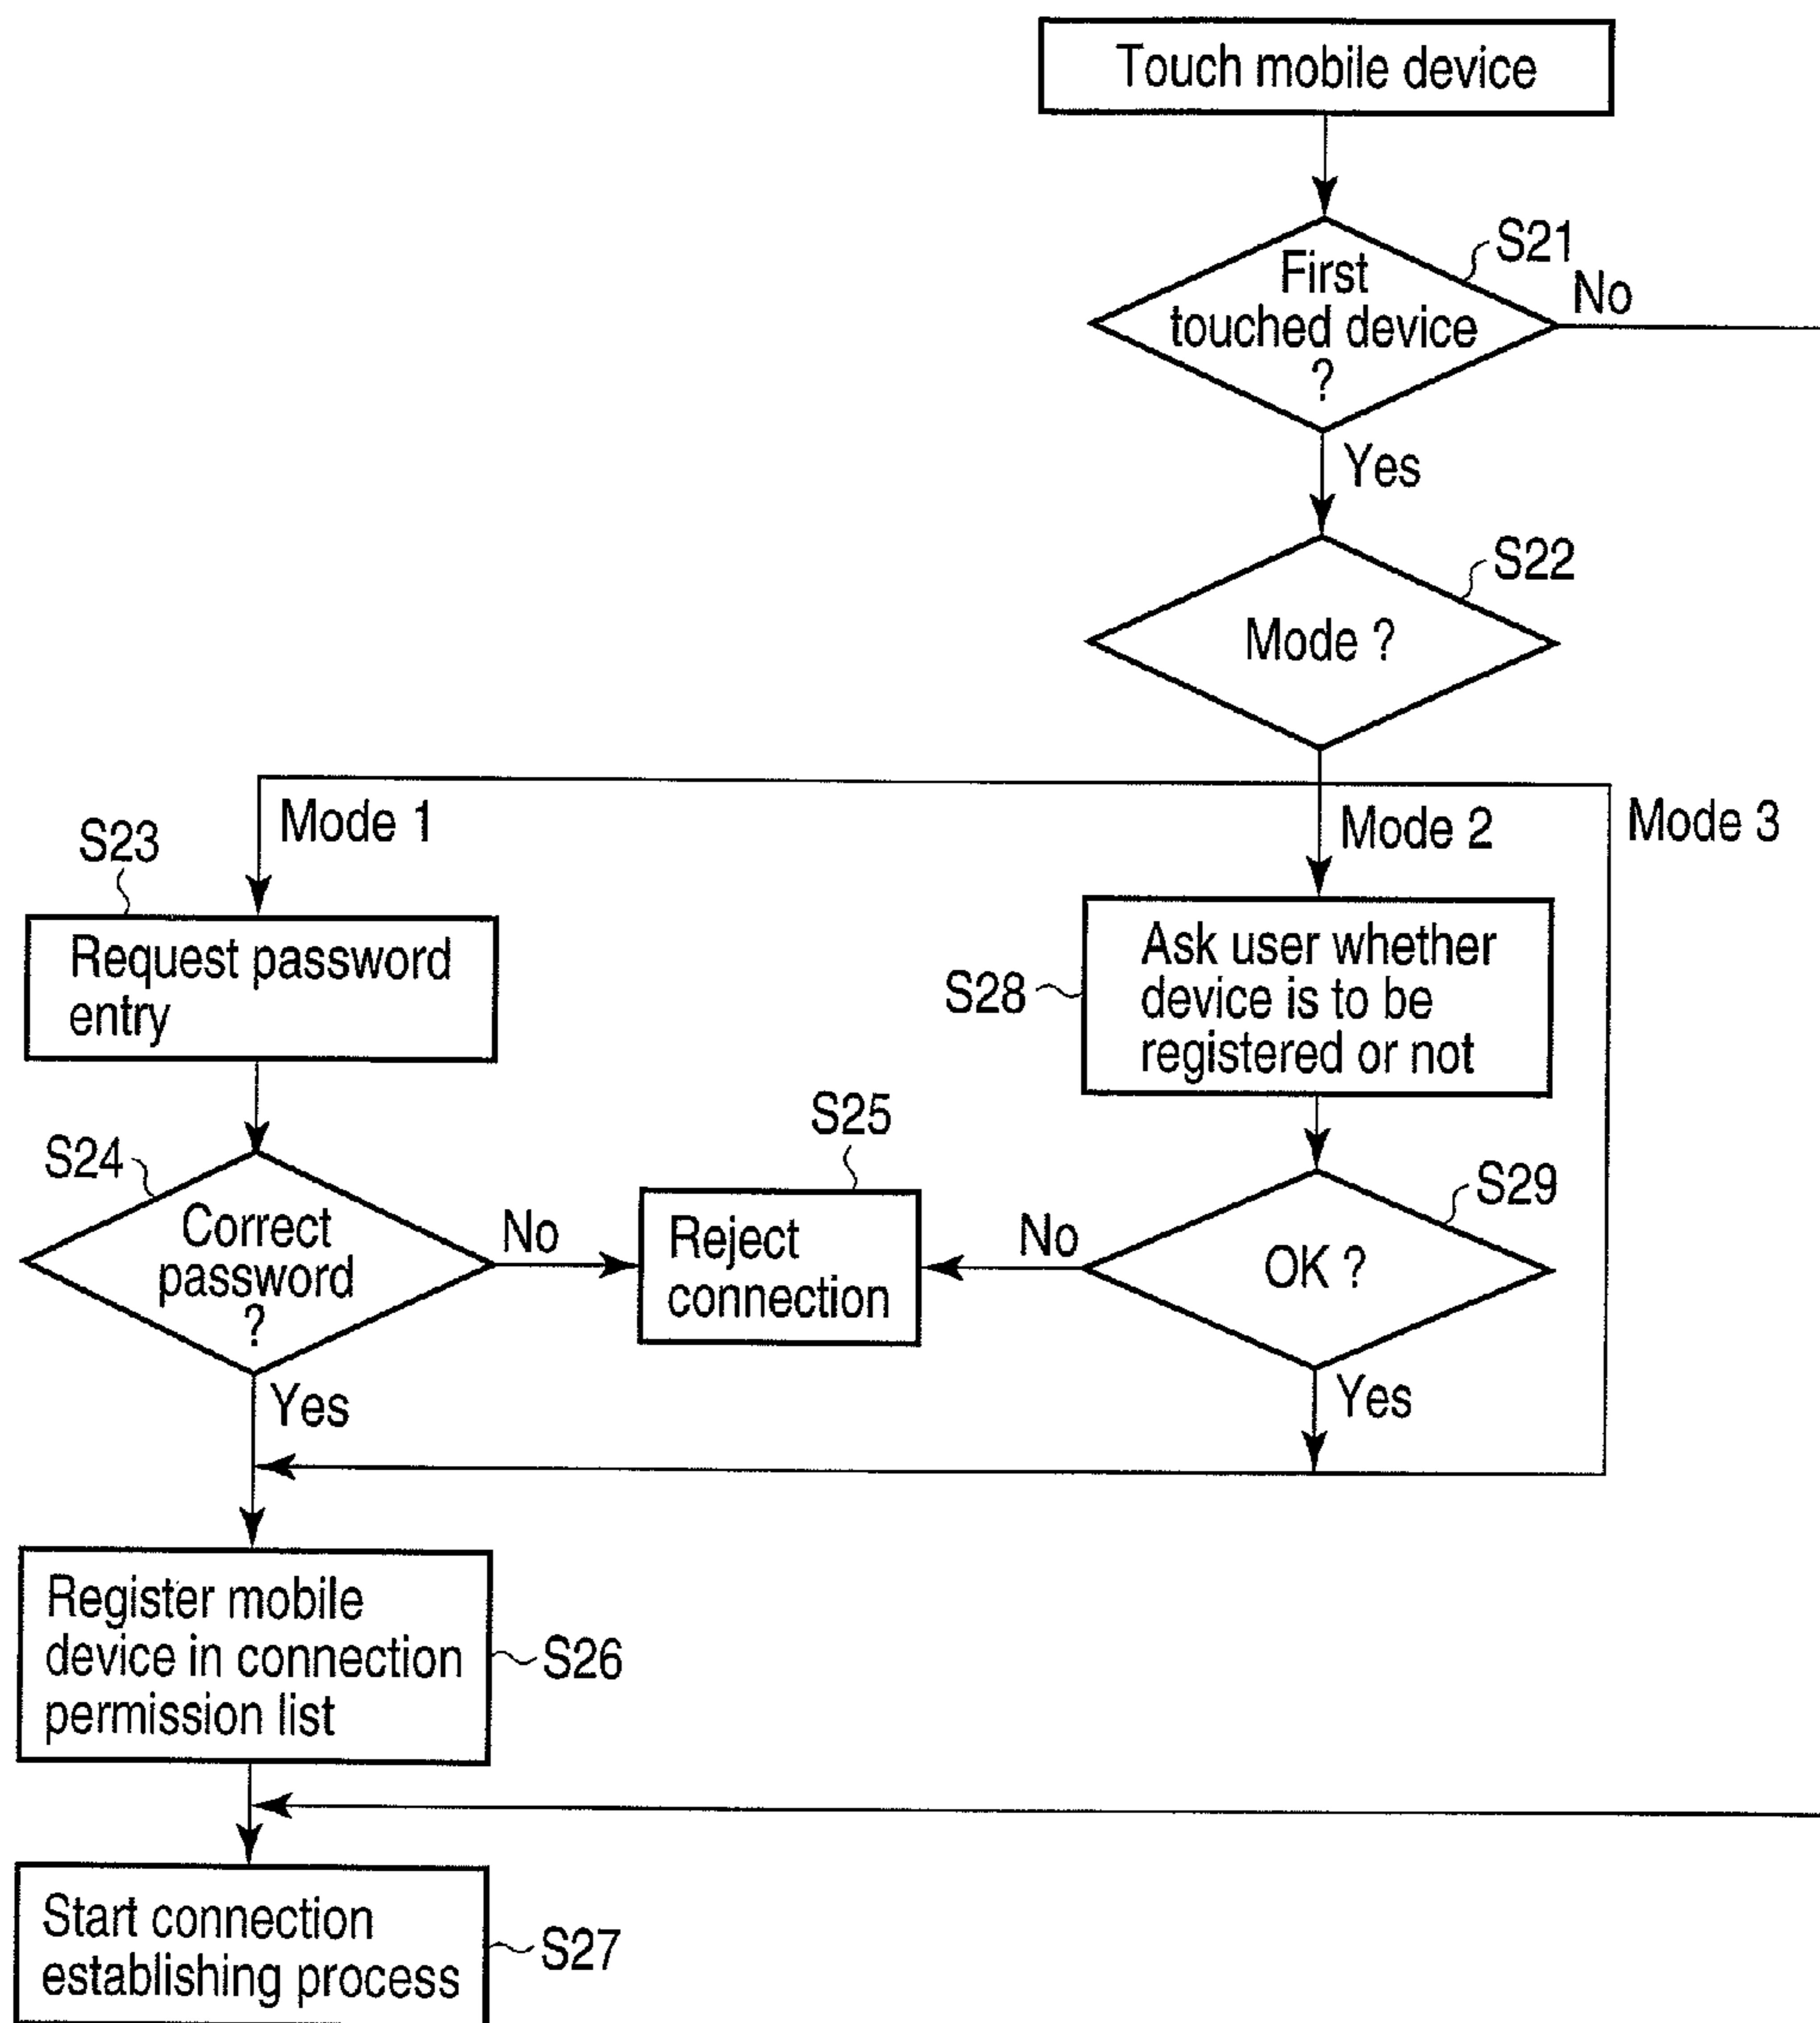 Touch mobile device
S21
First
touched device
?
No
Yes
S22
Mode ?
Mode 1
Mode 2
Mode 3
S23
Request password
entry
S28
Ask user whether
device is to be
registered or not
S24
Correct
password
?
No
S25
Reject
connection
No
S29
OK ?
Yes
Yes
Register mobile
device in connection
permission list
S26
Start connection
establishing process
S27